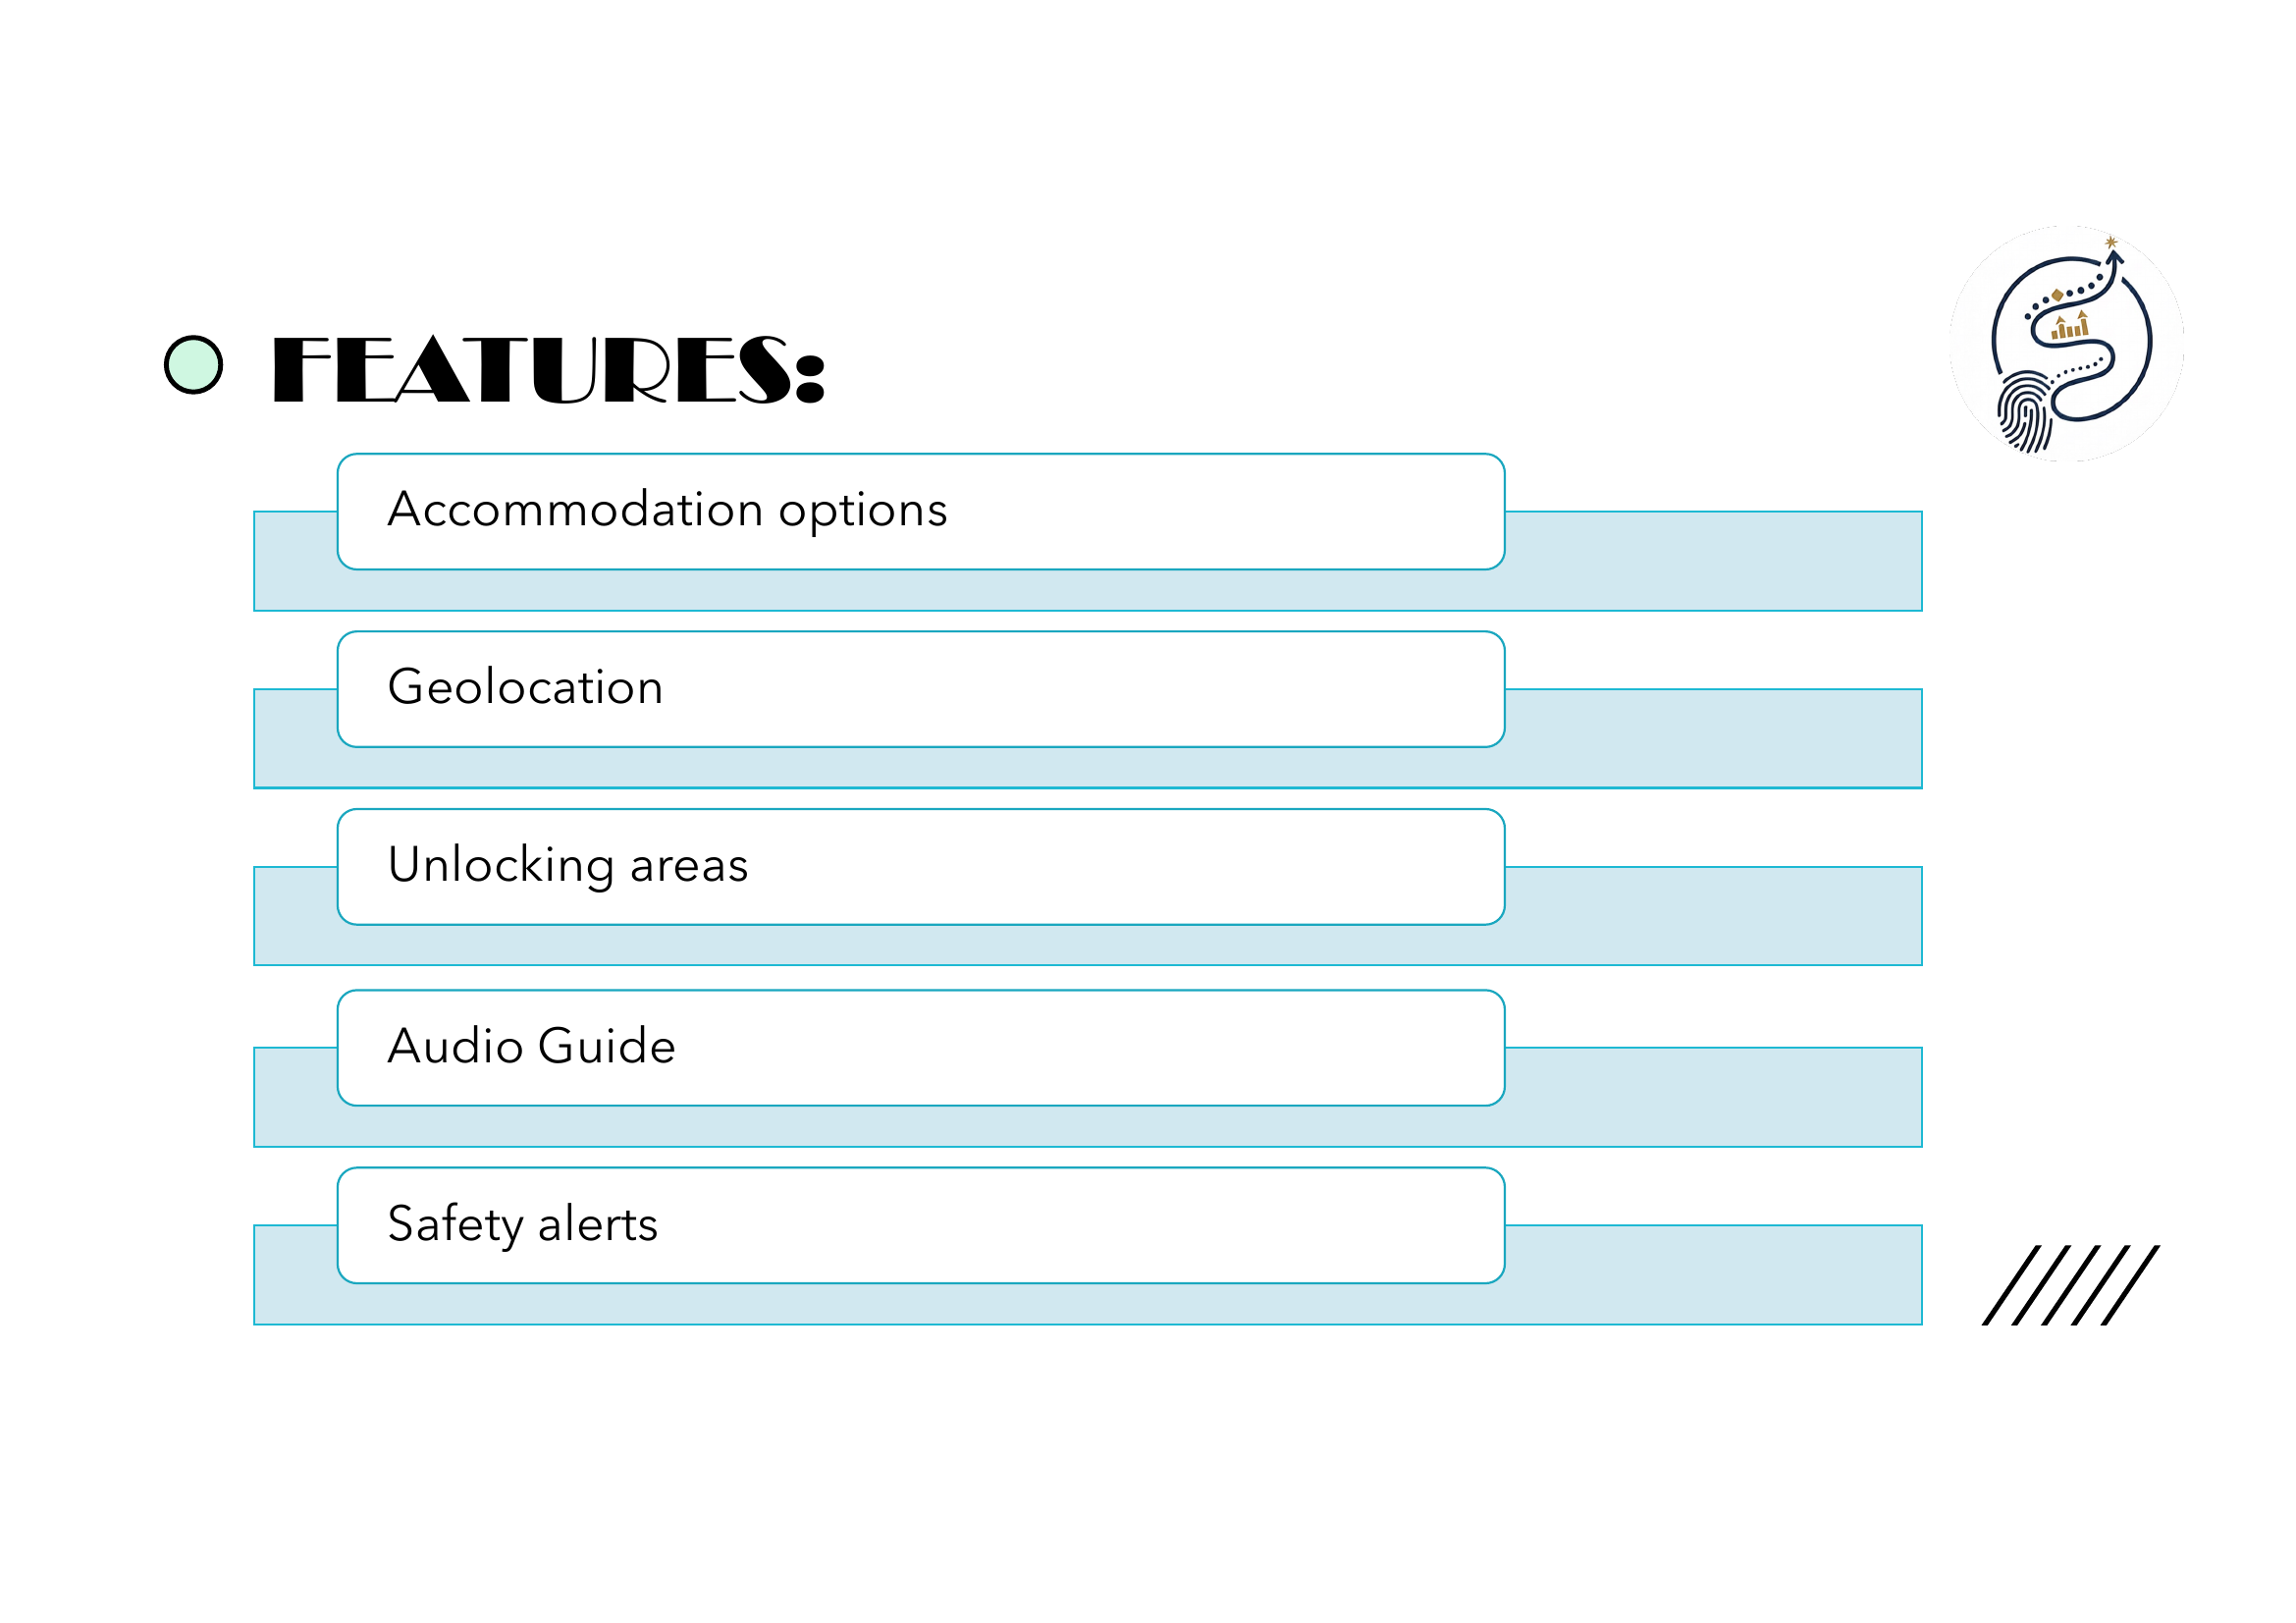 FEATURES:
Accommodation options
Geolocation
Unlocking areas
Audio Guide
Safety alerts